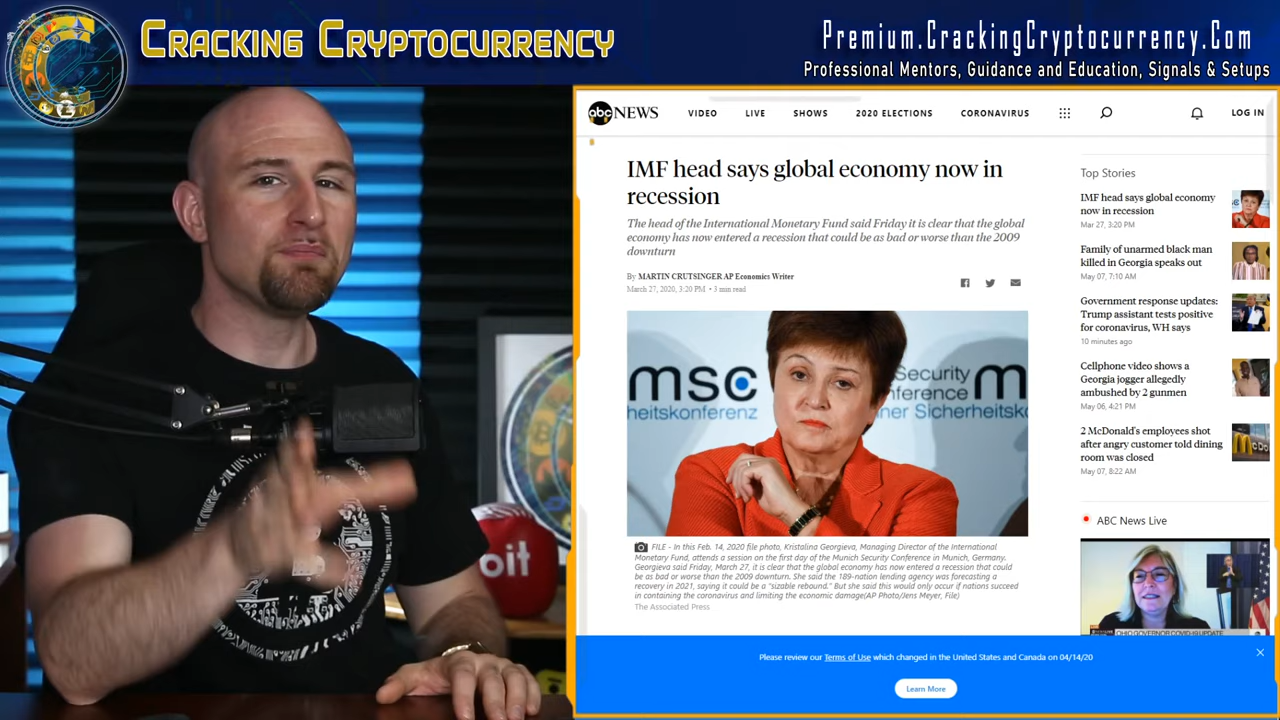 Cracking Cryptocurrency
Premium.CrackingCryptocurrency.Com
Professional Mentors, Guidance and Education, Signals & Setups
abc NEWS
VIDEO
LIVE
SHOWS
2020 ELECTIONS
CORONAVIRUS
LOG IN
IMF head says global economy now in
recession
The head of the International Monetary Fund said Friday it is clear that the global
economy has now entered a recession that could be as bad or worse than the 2009
downturn
By MARTIN CRUTSINGER AP Economics Writer
March 27, 2020, 3:20 PM • 3 min read
msc
heitskonferenz
Security
Conference
ner Sicherheitsko
m
FILE - In this Feb. 14, 2020 file photo, Kristalina Georgieva, Managing Director of the International
Monetary Fund, attends a session on the first day of the Munich Security Conference in Munich, Germany.
Georgieva said Friday, March 27, it is clear that the global economy has now entered a recession that could
be as bad or worse than the 2009 downturn. She said the 189-nation lending agency was forecasting a
recovery in 2021, saying it could be a "sizable rebound." But she said this would only occur if nations succeed
in containing the coronavirus and limiting the economic damage(AP Photo/Jens Meyer, File)
The Associated Press
Top Stories
IMF head says global economy
now in recession
Mar 27, 3:20 PM
Family of unarmed black man
killed in Georgia speaks out
May 07, 7:10 AM
Government response updates:
Trump assistant tests positive
for coronavirus, WH says
10 minutes ago
Cellphone video shows a
Georgia jogger allegedly
ambushed by 2 gunmen
May 06, 4:21 PM
2 McDonald's employees shot
after angry customer told dining
room was closed
May 07, 8:22 AM
ABC News Live
OHIO GOVERNOR COVID-19 UPDATE
Please review our Terms of Use which changed in the United States and Canada on 04/14/20
Learn More
oit